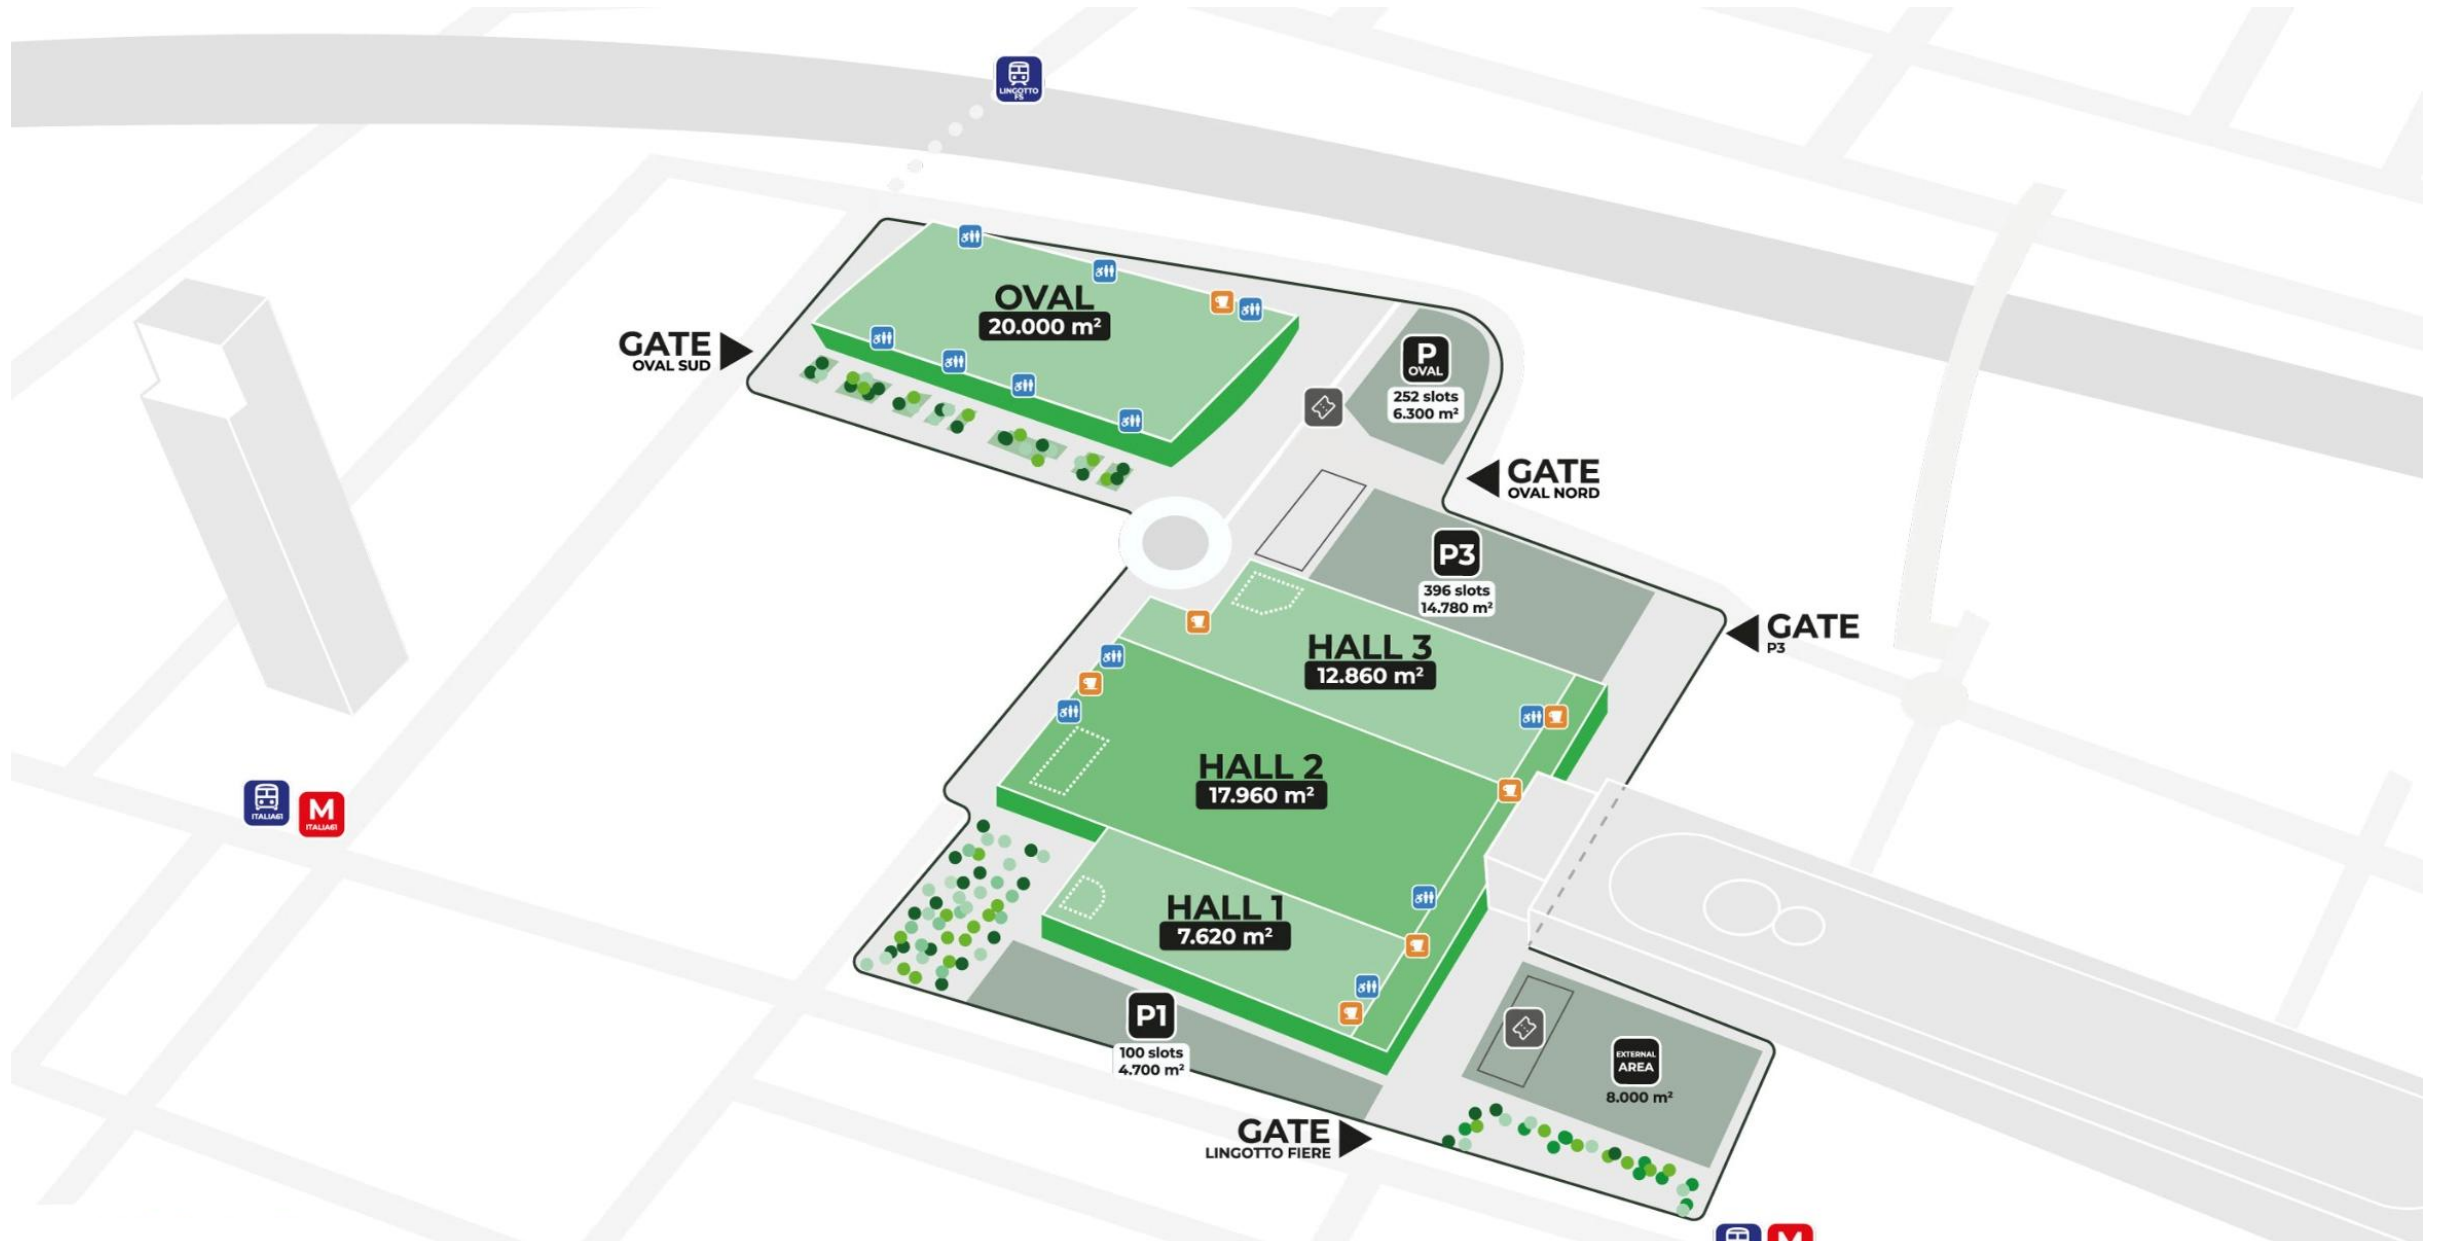 LINGOTTO
FS
OVAL
20.000 m²
GATE
OVAL SUD
P
OVAL
252 slots
6.300 m²
GATE
OVAL NORD
P3
396 slots
14.780 m²
HALL 3
12.860 m²
GATE
P3
HALL 2
17.960 m²
ITALIA61
M
ITALIA61
HALL 1
7.620 m²
P1
100 slots
4.700 m²
EXTERNAL
AREA
8.000 m²
GATE
LINGOTTO FIERE
M